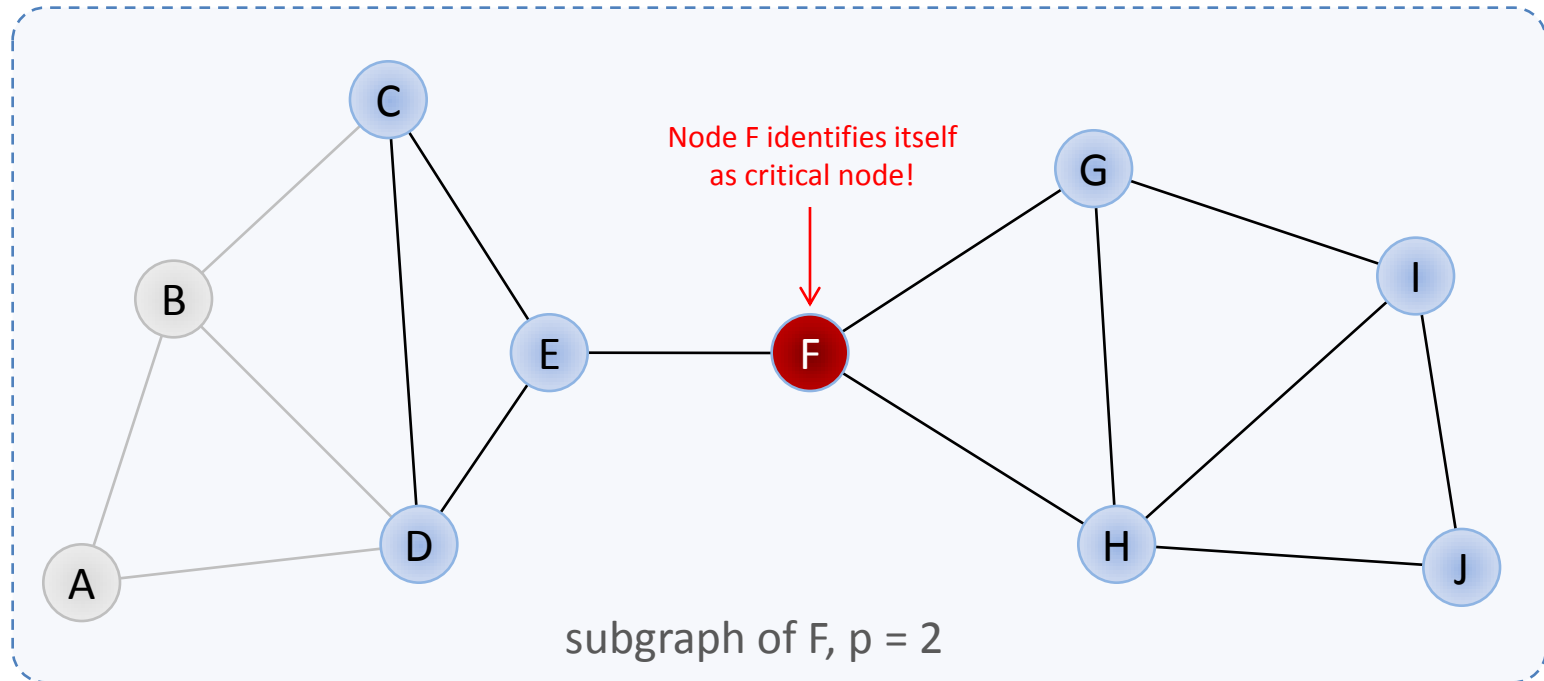 C
Node F identifies itself
as critical node!
G
B
I
E
F
D
H
A
J
subgraph of F, p = 2